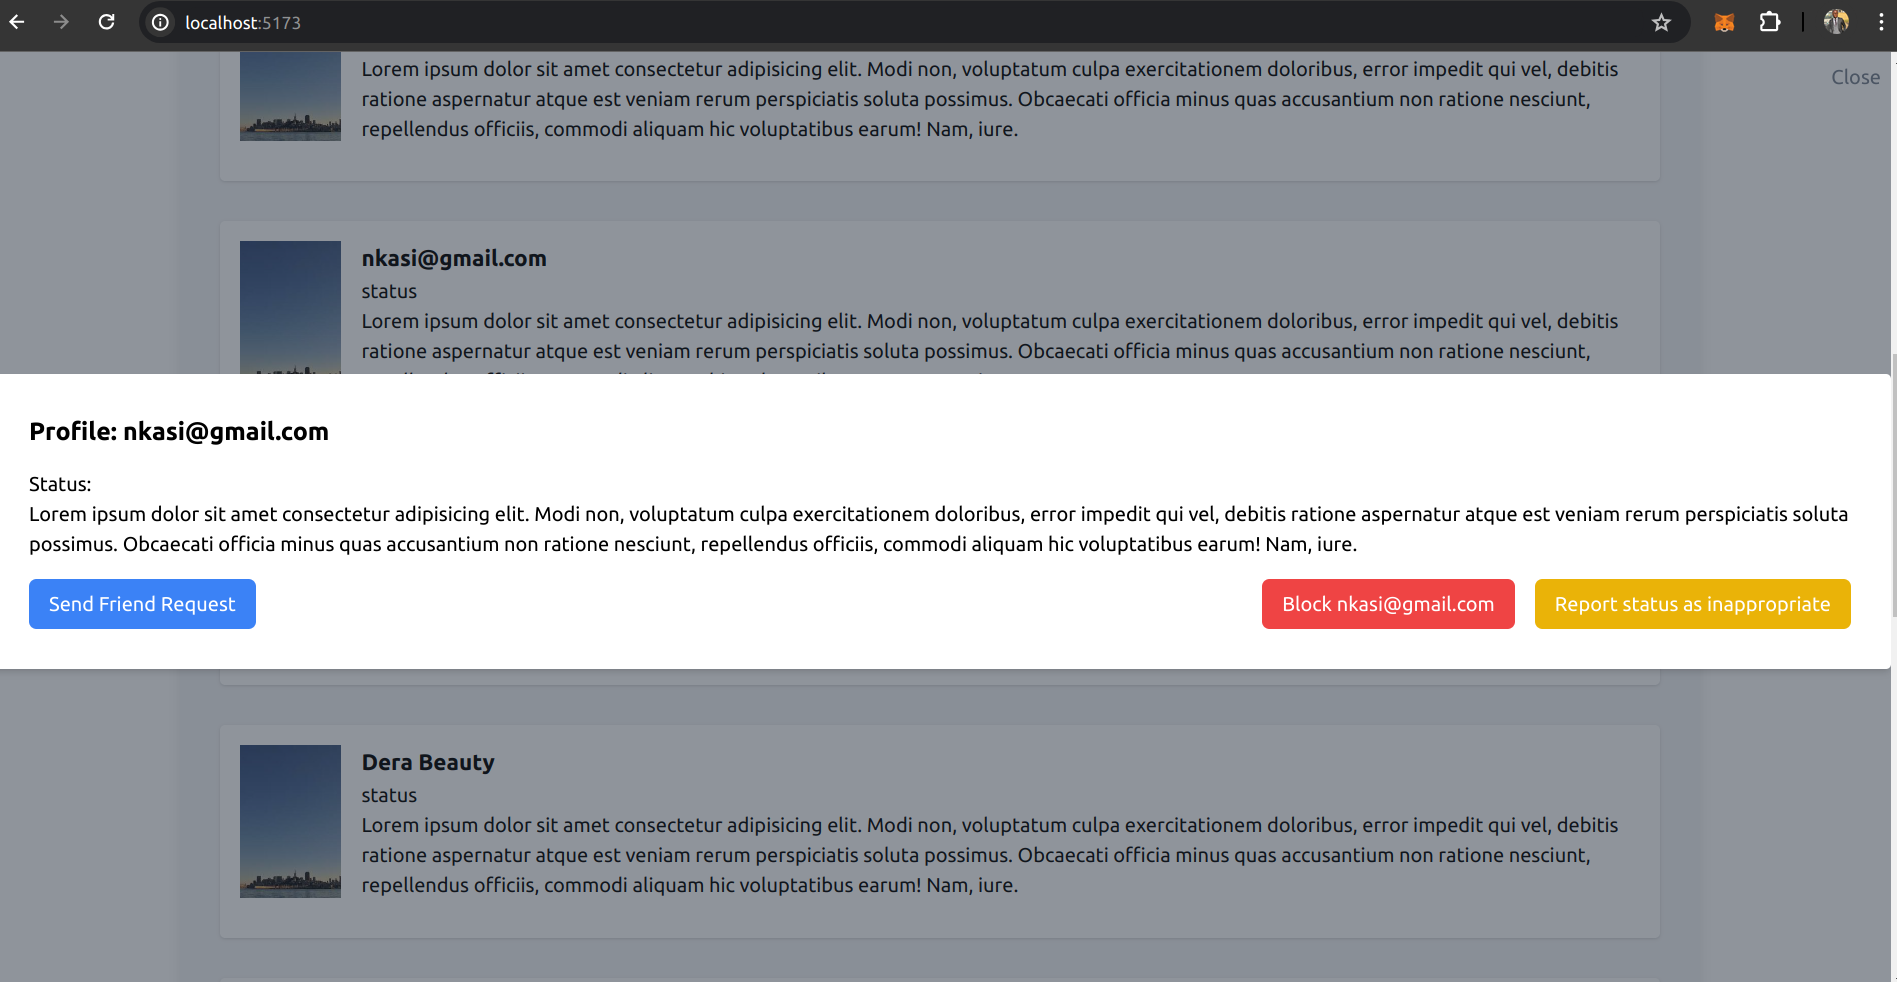 localhost:5173
Close
Lorem ipsum dolor sit amet consectetur adipisicing elit. Modi non, voluptatum culpa exercitationem doloribus, error impedit qui vel, debitis
ratione aspernatur atque est veniam rerum perspiciatis soluta possimus. Obcaecati officia minus quas accusantium non ratione nesciunt,
repellendus officiis, commodi aliquam hic voluptatibus earum! Nam, iure.
nkasi@gmail.com
status
Lorem ipsum dolor sit amet consectetur adipisicing elit. Modi non, voluptatum culpa exercitationem doloribus, error impedit qui vel, debitis
ratione aspernatur atque est veniam rerum perspiciatis soluta possimus. Obcaecati officia minus quas accusantium non ratione nesciunt,
Profile: nkasi@gmail.com
Status:
Lorem ipsum dolor sit amet consectetur adipisicing elit. Modi non, voluptatum culpa exercitationem doloribus, error impedit qui vel, debitis ratione aspernatur atque est veniam rerum perspiciatis soluta
possimus. Obcaecati officia minus quas accusantium non ratione nesciunt, repellendus officiis, commodi aliquam hic voluptatibus earum! Nam, iure.
Send Friend Request
Block nkasi@gmail.com
Report status as inappropriate
Dera Beauty
status
Lorem ipsum dolor sit amet consectetur adipisicing elit. Modi non, voluptatum culpa exercitationem doloribus, error impedit qui vel, debitis
ratione aspernatur atque est veniam rerum perspiciatis soluta possimus. Obcaecati officia minus quas accusantium non ratione nesciunt,
repellendus officiis, commodi aliquam hic voluptatibus earum! Nam, iure.